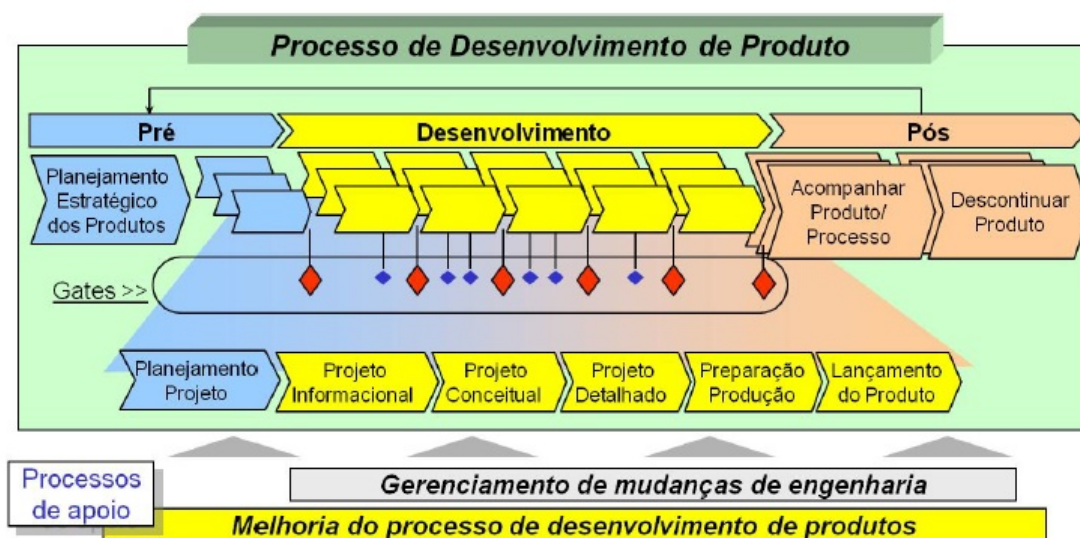 Processo de Desenvolvimento de Produto
Pré
Desenvolvimento
Pós
Planejamento
Estratégico
dos Produtos
Acompanhar
Produto/
Processo
Descontinuar
Produto
Gates >>
Planejamento
Projeto
Projeto
Informacional
Projeto
Conceitual
Projeto
Detalhado
Preparação
Produção
Lançamento
do Produto
Processos
de apoio
Gerenciamento de mudanças de engenharia
Melhoria do processo de desenvolvimento de produtos